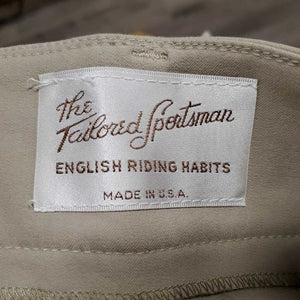 The
Tailored Sportsman
ENGLISH RIDING HABITS
MADE IN U.S.A.